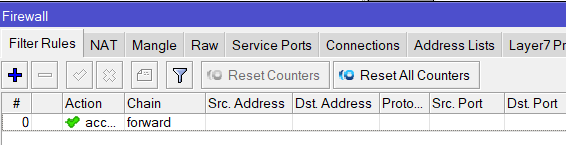 Firewall
Filter Rules NAT Mangle Raw Service Ports Connections Address Lists Layer7 Pr
Reset Counters Reset All Counters
# Action Chain Src. Address Dst. Address Proto... Src. Port Dst. Port
0 acc... forward